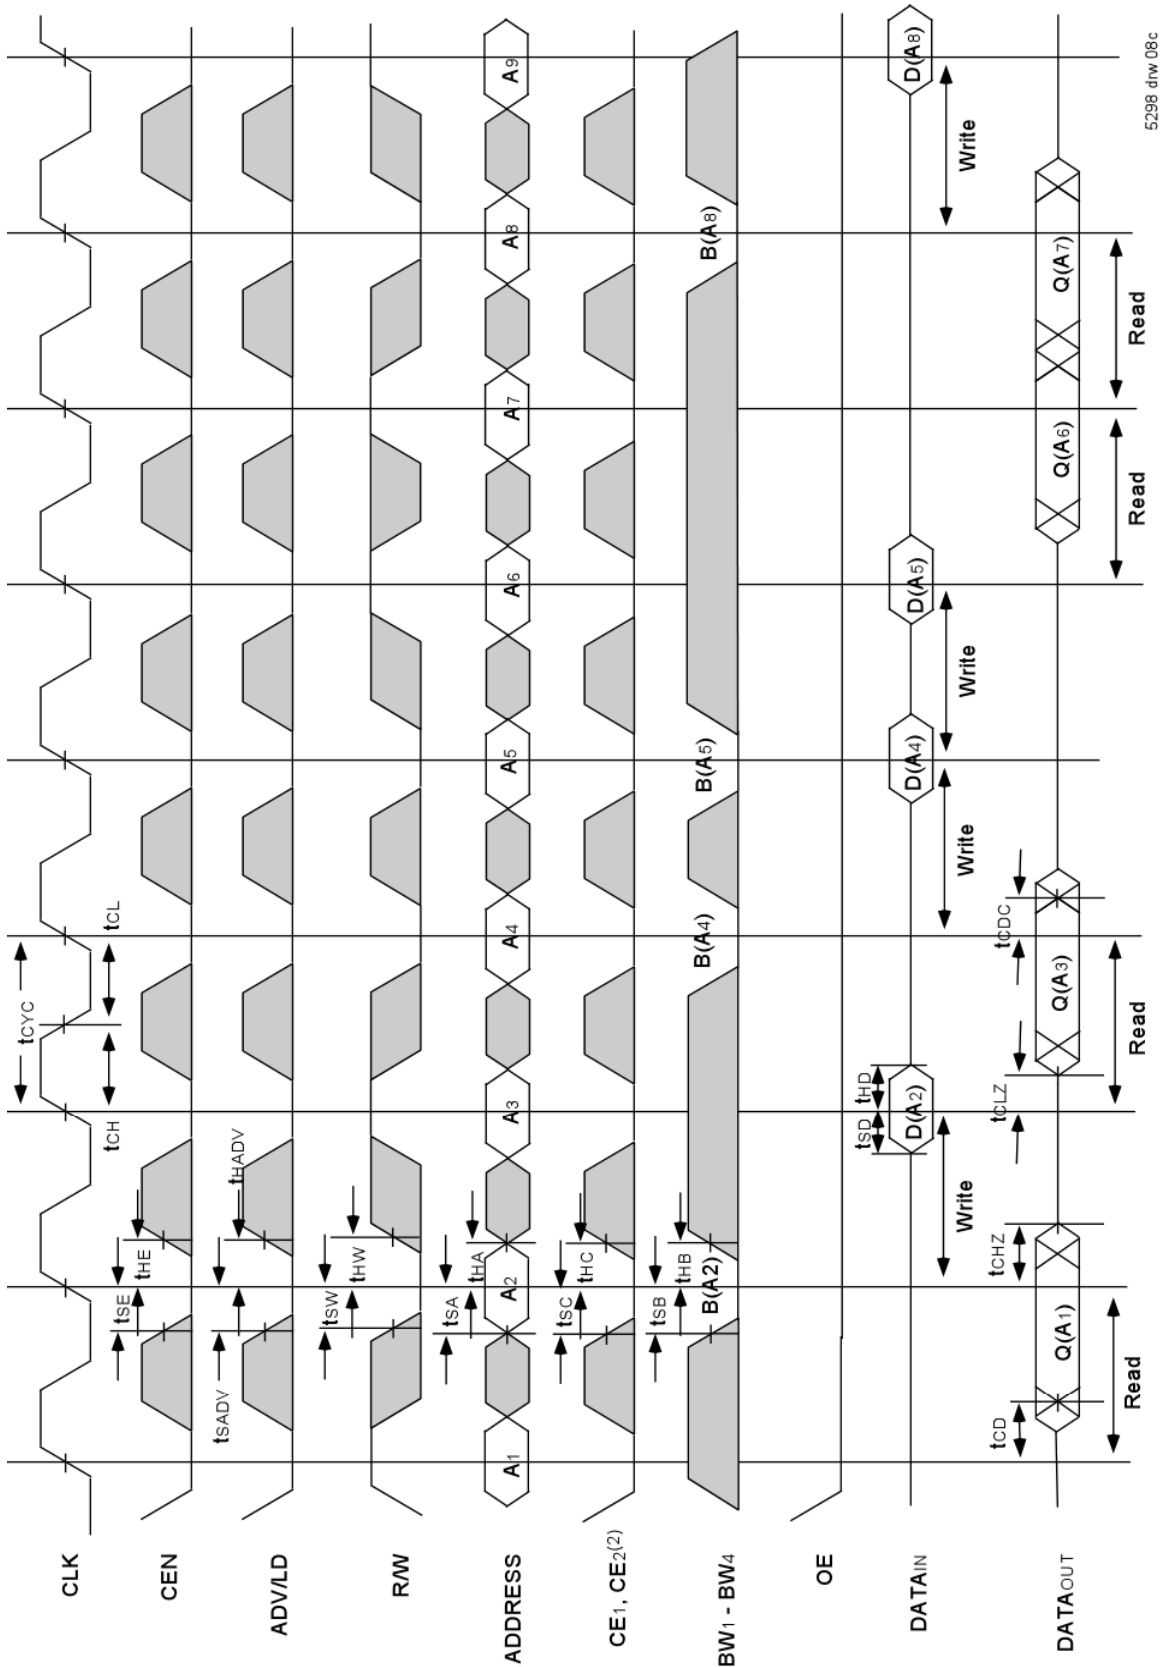 tCYC
CLK
tCH
tCL
tSE
tHE
CEN
tSADV
tHADV
ADV/LD
tSW
tHW
R/W
tSA
tHA
ADDRESS
A1
A2
A3
A4
A5
A6
A7
A8
A9
tSC
tHC
CE1, CE2(2)
tSB
tHB
B(A2)
B(A4)
B(A5)
B(A8)
BW1 - BW4
OE
tSD
tHD
DATAIN
D(A2)
D(A4)
D(A5)
D(A8)
Write
Write
Write
Write
tCD
tCHZ
tCLZ
tCDC
DATAOUT
Q(A1)
Q(A3)
Q(A6)
Q(A7)
Read
Read
Read
Read
5298 drw 08c